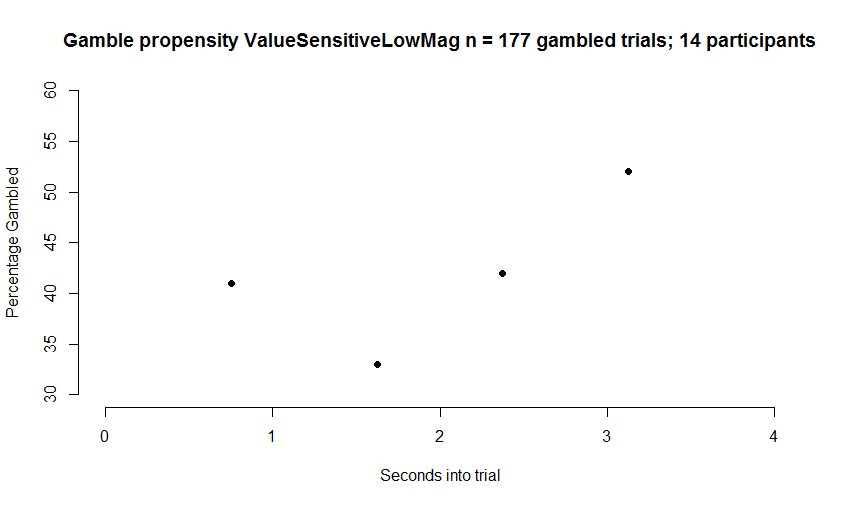 Gamble propensity ValueSensitiveLowMag n = 177 gambled trials; 14 participants
Percentage Gambled
60
55
50
45
40
35
30
0 1 2 3 4
Seconds into trial